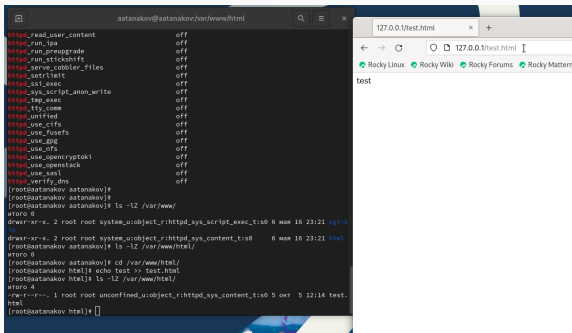 aatanakov@aatanakov:/var/www/html
httpd_read_user_content off
httpd_run_ipa off
httpd_run_preupgrade off
httpd_run_stickshift off
httpd_serve_cobbler_files off
httpd_setrlimit off
httpd_ssi_exec off
httpd_sys_script_anon_write off
httpd_tmp_exec off
httpd_tty_comm off
httpd_unified off
httpd_use_cifs off
httpd_use_fusefs off
httpd_use_gpg off
httpd_use_nfs off
httpd_use_opencryptoki off
httpd_use_openstack off
httpd_use_sasl off
httpd_verify_dns off
[root@aatanakov aatanakov]#
[root@aatanakov aatanakov]#
[root@aatanakov aatanakov]# ls -lZ /var/www/
итого 0
drwxr-xr-x. 2 root root system_u:object_r:httpd_sys_script_exec_t:s0 6 мая 16 23:21 cgi-b
in
drwxr-xr-x. 2 root root system_u:object_r:httpd_sys_content_t:s0 6 мая 16 23:21 html
[root@aatanakov aatanakov]# ls -lZ /var/www/html/
итого 0
[root@aatanakov aatanakov]# cd /var/www/html/
[root@aatanakov html]# echo test >> test.html
[root@aatanakov html]# ls -lZ /var/www/html/
итого 4
-rw-r--r--. 1 root root unconfined_u:object_r:httpd_sys_content_t:s0 5 окт 5 12:14 test.
html
[root@aatanakov html]#
127.0.0.1/test.html
127.0.0.1/test.html
Rocky Linux Rocky Wiki Rocky Forums Rocky Mattern
test